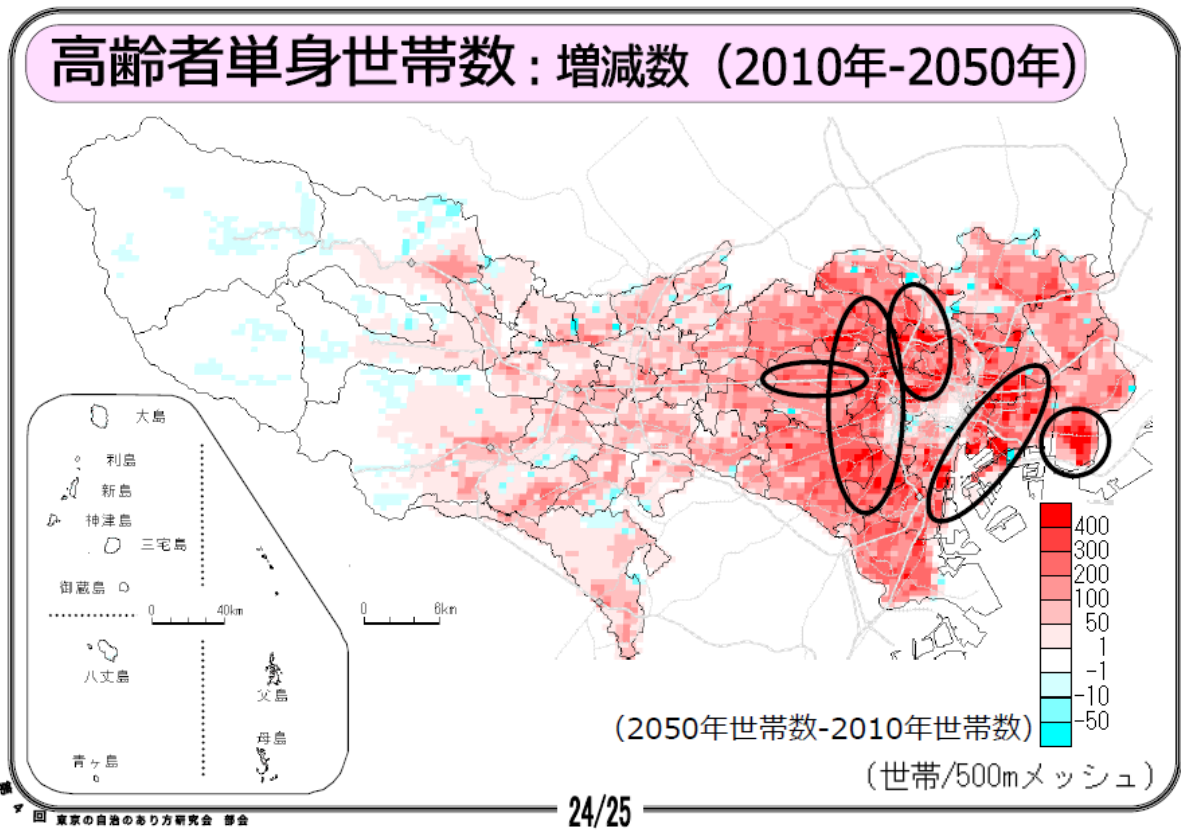 高齢者単身世帯数：増減数（2010年-2050年）
大島
利島
新島
神津島
三宅島
御蔵島
0 40km
八丈島
父島
母島
青ヶ島
0 6km
400
300
200
100
50
1
-1
-10
-50
（2050年世帯数-2010年世帯数）
（世帯/500mメッシュ）
第4回 東京の自治のあり方研究会 部会
24/25